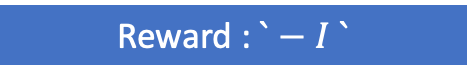 Reward : ` − I `